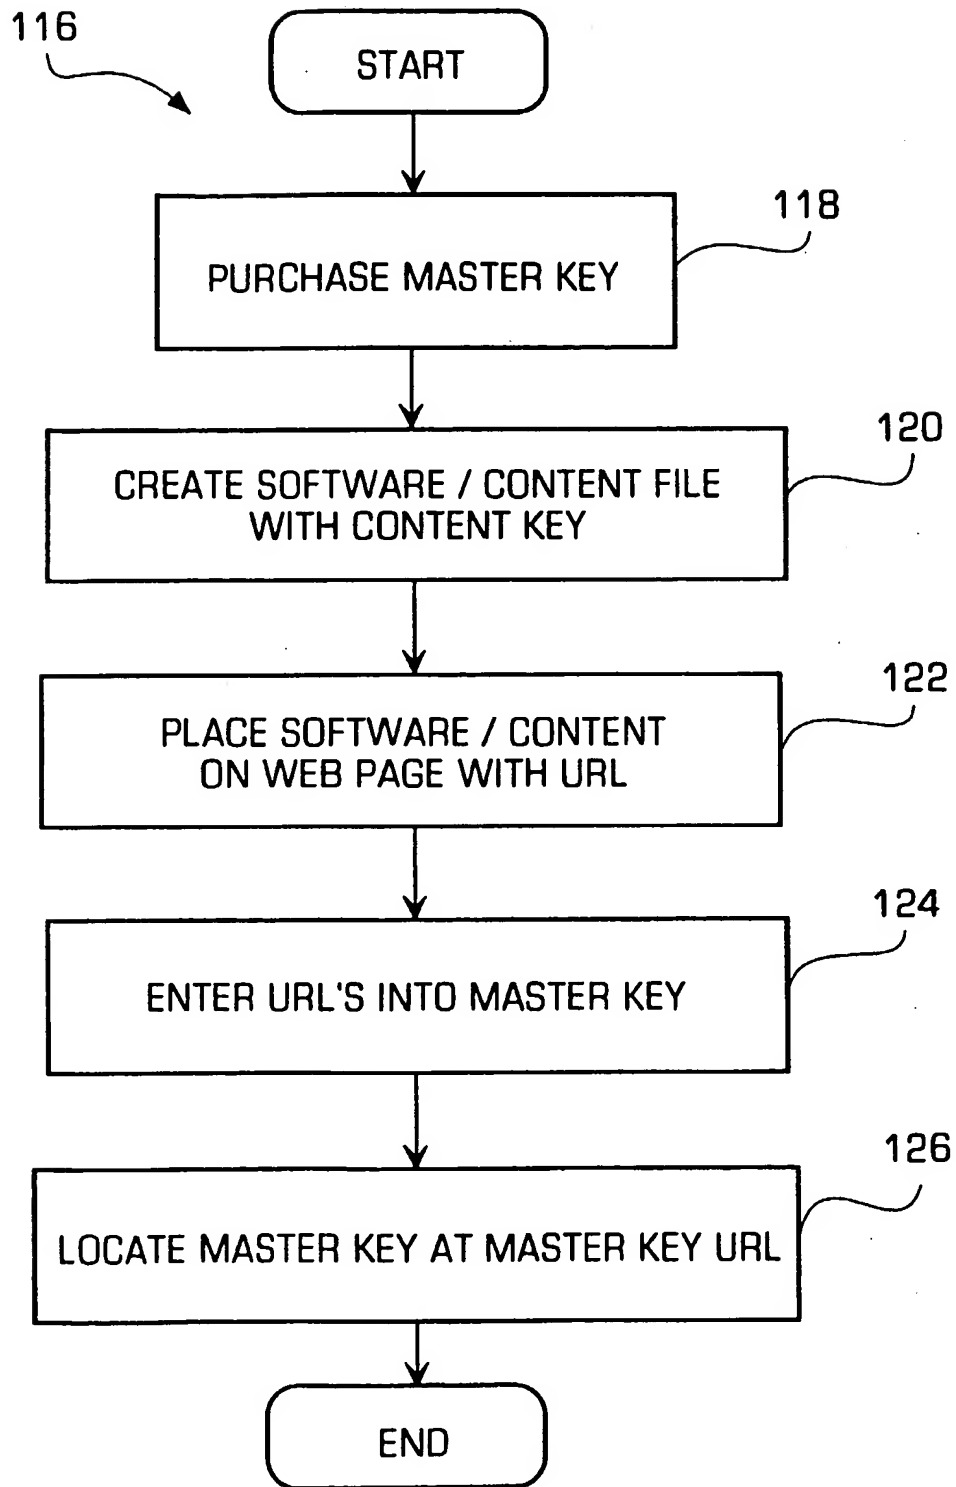 116
START
118
PURCHASE MASTER KEY
120
CREATE SOFTWARE / CONTENT FILE
WITH CONTENT KEY
122
PLACE SOFTWARE / CONTENT
ON WEB PAGE WITH URL
124
ENTER URL'S INTO MASTER KEY
126
LOCATE MASTER KEY AT MASTER KEY URL
END